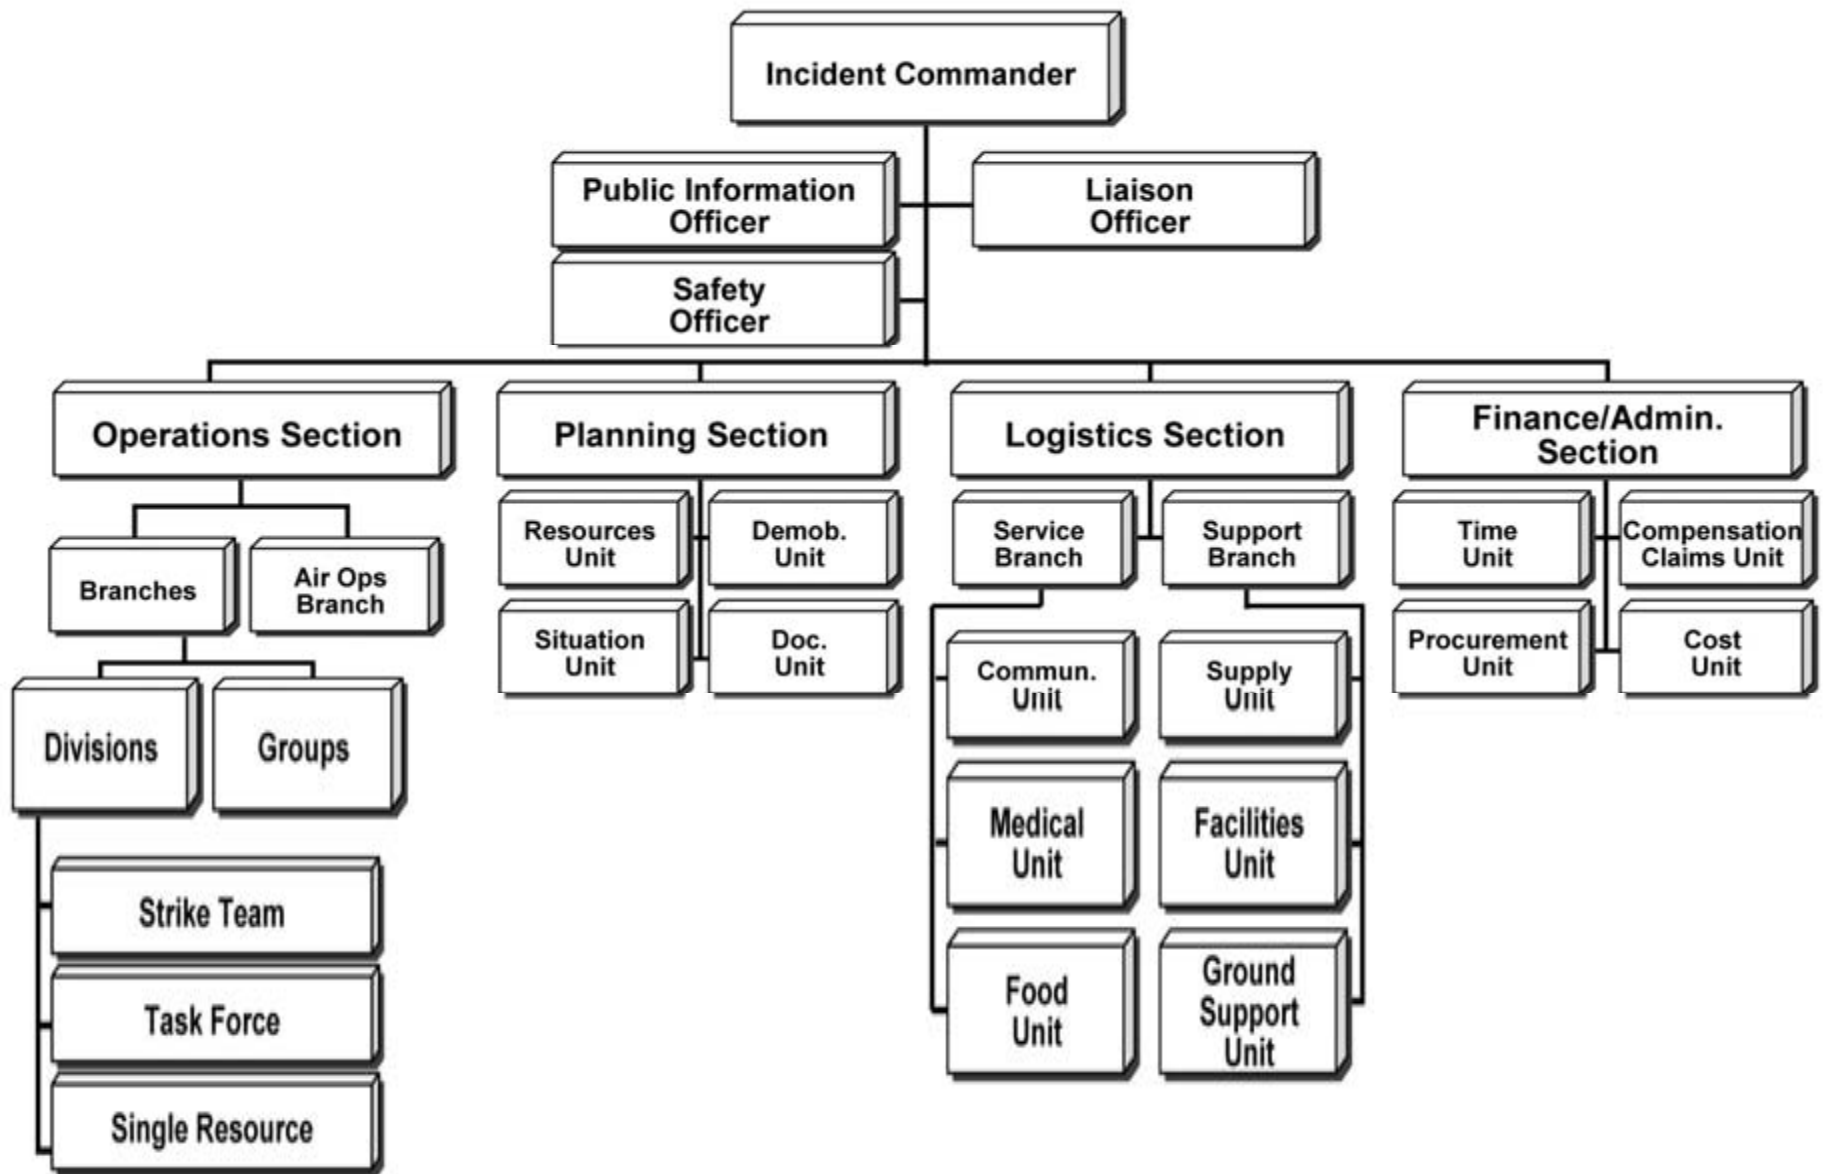 Incident Commander
Public Information
Officer
Liaison
Officer
Safety
Officer
Operations Section
Planning Section
Logistics Section
Finance/Admin.
Section
Resources
Unit
Demob.
Unit
Service
Branch
Support
Branch
Time
Unit
Compensation
Claims Unit
Branches
Air Ops
Branch
Situation
Unit
Doc.
Unit
Commun.
Unit
Supply
Unit
Procurement
Unit
Cost
Unit
Divisions
Groups
Medical
Unit
Facilities
Unit
Strike Team
Task Force
Single Resource
Food
Unit
Ground
Support
Unit